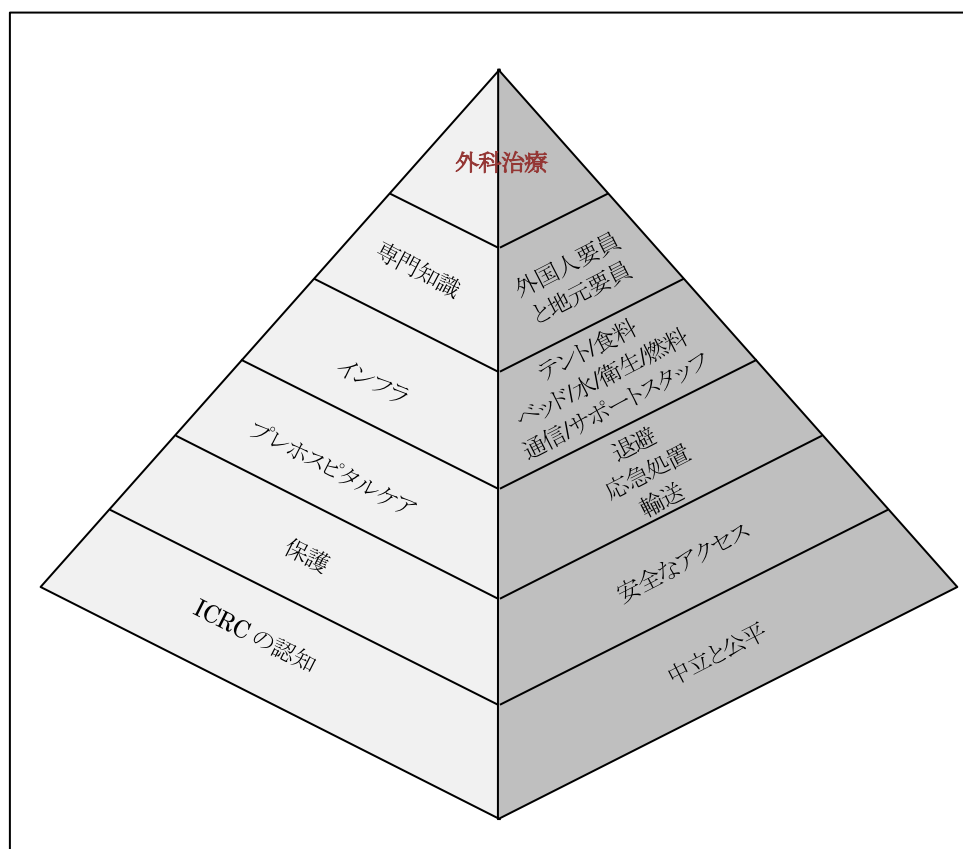 外科治療
専門知識
外国人要員
と地元要員
インフラ
テント/食料
ベッド/水/衛生/燃料
通信/サポートスタッフ
プレホスピタルケア
退避
応急処置
輸送
保護
安全なアクセス
ICRC の認知
中立と公平